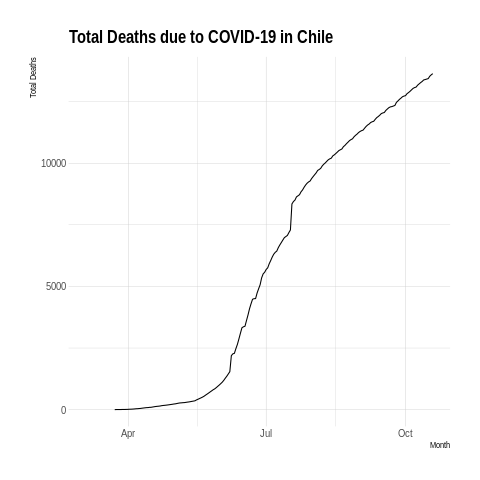 Total Deaths due to COVID-19 in Chile
Total Deaths
10000
5000
0
Apr
Jul
Oct
Month